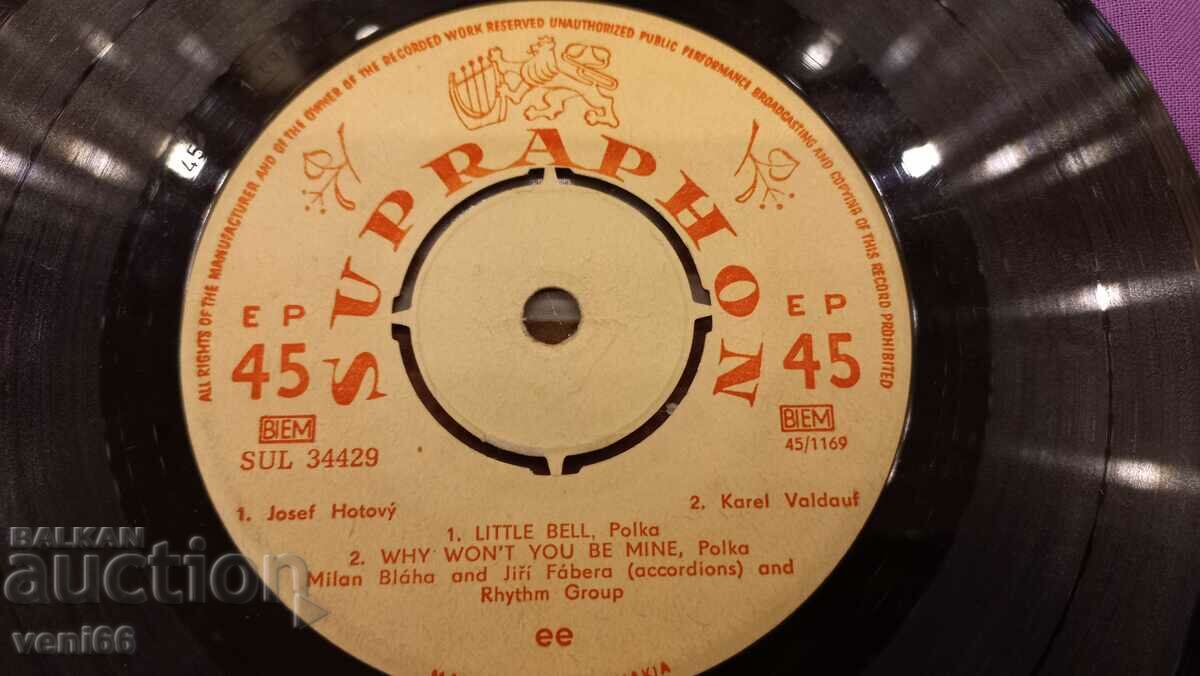 ALL RIGHTS OF THE MANUFACTURER AND OF THE OWNER OF THE RECORDED WORK RESERVED UNAUTHORIZED PUBLIC PERFORMANCE BROADCASTING AND COPYING OF THIS RECORD PROHIBITED
SUPRAPHON
45
EP
45
BIEM
SUL 34429
EP
45
BIEM
45/1169
1. Josef Hotový
2. Karel Valdauf
1. LITTLE BELL, Polka
2. WHY WON'T YOU BE MINE, Polka
Milan Bláha and Jiří Fábera (accordions) and
Rhythm Group
ee
BALKAN
auction
veni66